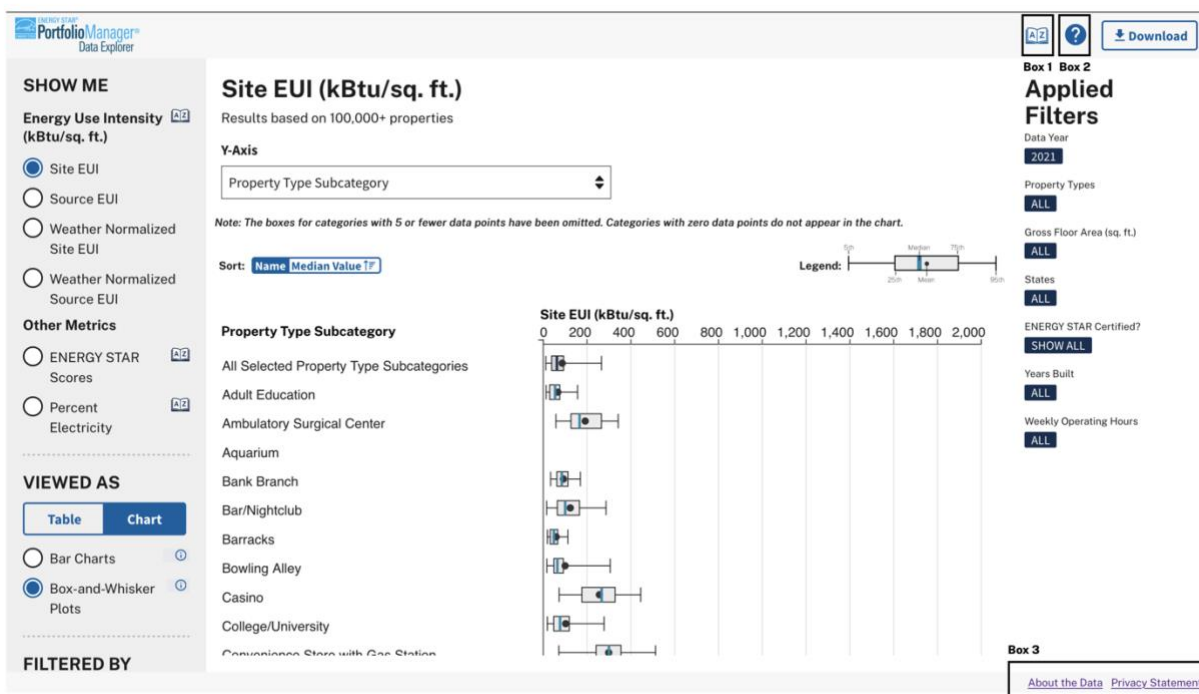 ENERGY STAR®
PortfolioManager®
Data Explorer
A Z
?
Download
Box 1 Box 2
SHOW ME
Energy Use Intensity A Z
(kBtu/sq. ft.)
Site EUI
Source EUI
Weather Normalized
Site EUI
Weather Normalized
Source EUI
Other Metrics
ENERGY STAR A Z
Scores
Percent A Z
Electricity
VIEWED AS
Table Chart
Bar Charts
Box-and-Whisker
Plots
FILTERED BY
Site EUI (kBtu/sq. ft.)
Results based on 100,000+ properties
Y-Axis
Property Type Subcategory
Note: The boxes for categories with 5 or fewer data points have been omitted. Categories with zero data points do not appear in the chart.
Sort: Name Median Value
Legend:
5th Median 75th
25th Mean 95th
Site EUI (kBtu/sq. ft.)
Property Type Subcategory
0 200 400 600 800 1,000 1,200 1,400 1,600 1,800 2,000
All Selected Property Type Subcategories
Adult Education
Ambulatory Surgical Center
Aquarium
Bank Branch
Bar/Nightclub
Barracks
Bowling Alley
Casino
College/University
Convenience Store with Gas Station
Applied
Filters
Data Year
2021
Property Types
ALL
Gross Floor Area (sq. ft.)
ALL
States
ALL
ENERGY STAR Certified?
SHOW ALL
Years Built
ALL
Weekly Operating Hours
ALL
Box 3
About the Data Privacy Statement